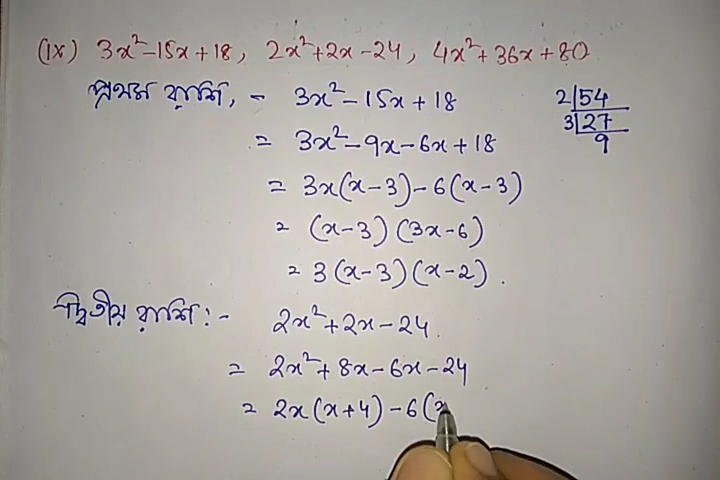 (ix) 3x²-15x+18, 2x²+2x-24, 4x²+36x+80
প্রথম রাশি, - 3x²-15x+18
= 3x²-9x-6x+18
= 3x(x-3)-6(x-3)
= (x-3)(3x-6)
= 3(x-3)(x-2).
দ্বিতীয় রাশি:- 2x²+2x-24.
= 2x²+8x-6x-24
= 2x(x+4)-6(x
2|54
3|27
9